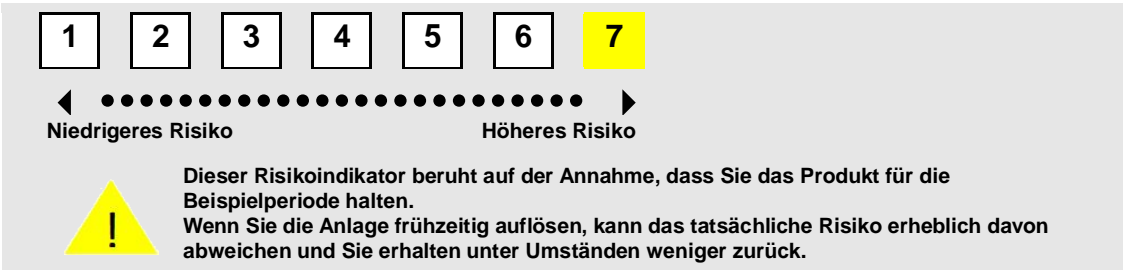 1 2 3 4 5 6 7
Niedrigeres Risiko Höheres Risiko
Dieser Risikoindikator beruht auf der Annahme, dass Sie das Produkt für die
Beispielperiode halten.
Wenn Sie die Anlage frühzeitig auflösen, kann das tatsächliche Risiko erheblich davon
abweichen und Sie erhalten unter Umständen weniger zurück.
!